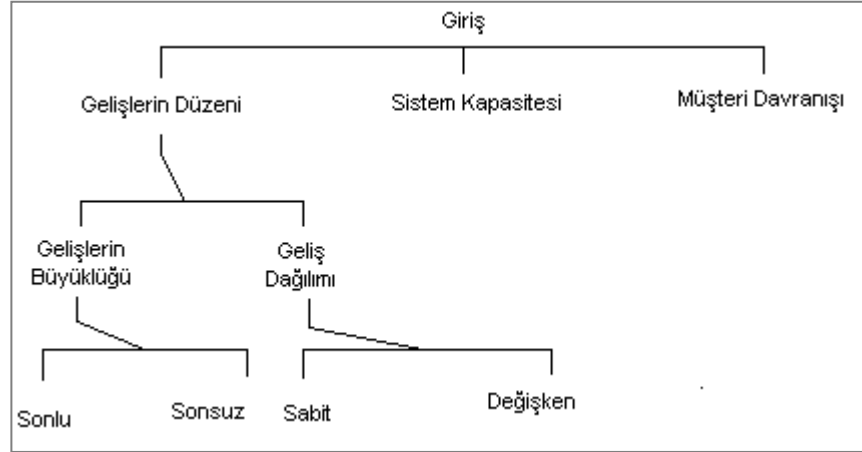 Giriş
Gelişlerin Düzeni
Sistem Kapasitesi
Müşteri Davranışı
Gelişlerin
Büyüklüğü
Geliş
Dağılımı
Sonlu
Sonsuz
Sabit
Değişken